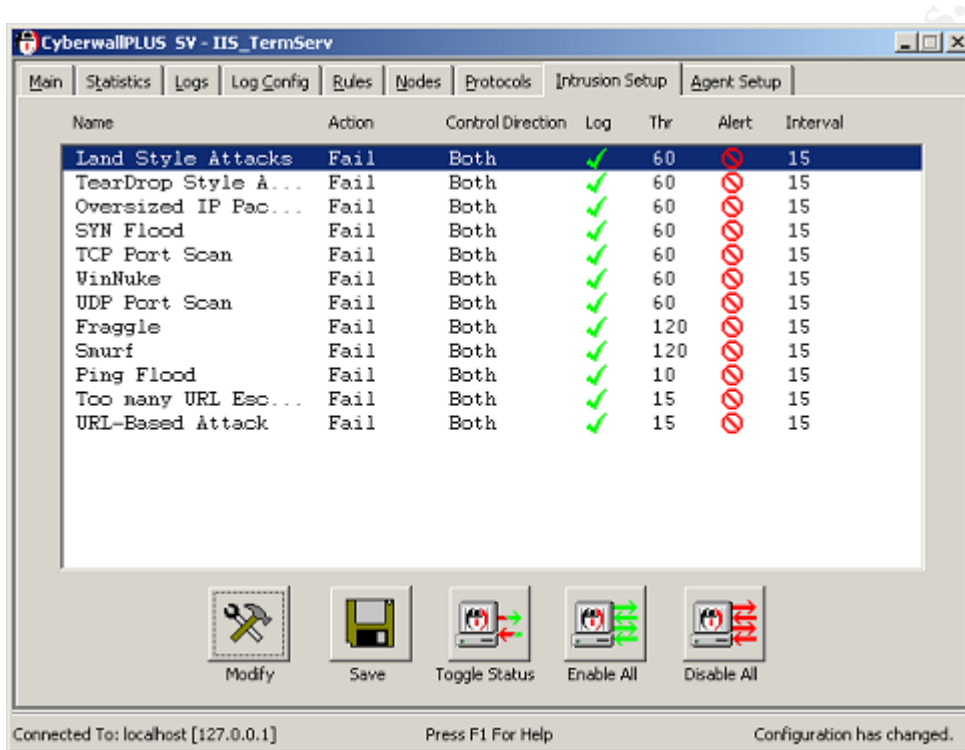 CyberwallPLUS SV - IIS_TermServ
Main Statistics Logs Log Config Rules Nodes Protocols Intrusion Setup Agent Setup
Name Action Control Direction Log Thr Alert Interval
Land Style Attacks Fail Both 60 15
TearDrop Style A... Fail Both 60 15
Oversized IP Pac... Fail Both 60 15
SYN Flood Fail Both 60 15
TCP Port Scan Fail Both 60 15
WinNuke Fail Both 60 15
UDP Port Scan Fail Both 60 15
Fraggle Fail Both 120 15
Smurf Fail Both 120 15
Ping Flood Fail Both 10 15
Too many URL Esc... Fail Both 15 15
URL-Based Attack Fail Both 15 15
Modify Save Toggle Status Enable All Disable All
Connected To: localhost [127.0.0.1] Press F1 For Help Configuration has changed.